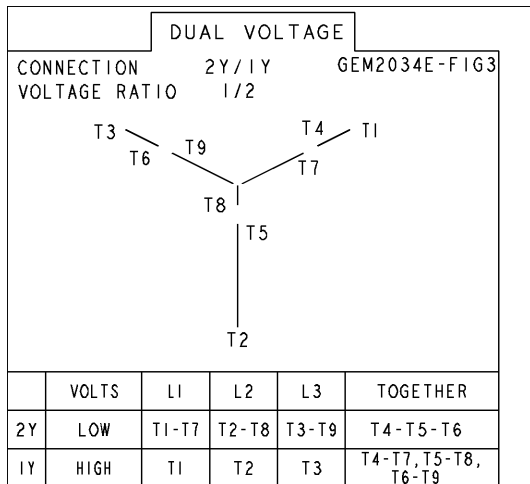 DUAL VOLTAGE
CONNECTION 2Y/1Y GEM2034E-FIG3
VOLTAGE RATIO 1/2
T3 T4 T1
T6 T9 T7
T8
T5
T2
VOLTS L1 L2 L3 TOGETHER
2Y LOW T1-T7 T2-T8 T3-T9 T4-T5-T6
1Y HIGH T1 T2 T3 T4-T7,T5-T8,
T6-T9